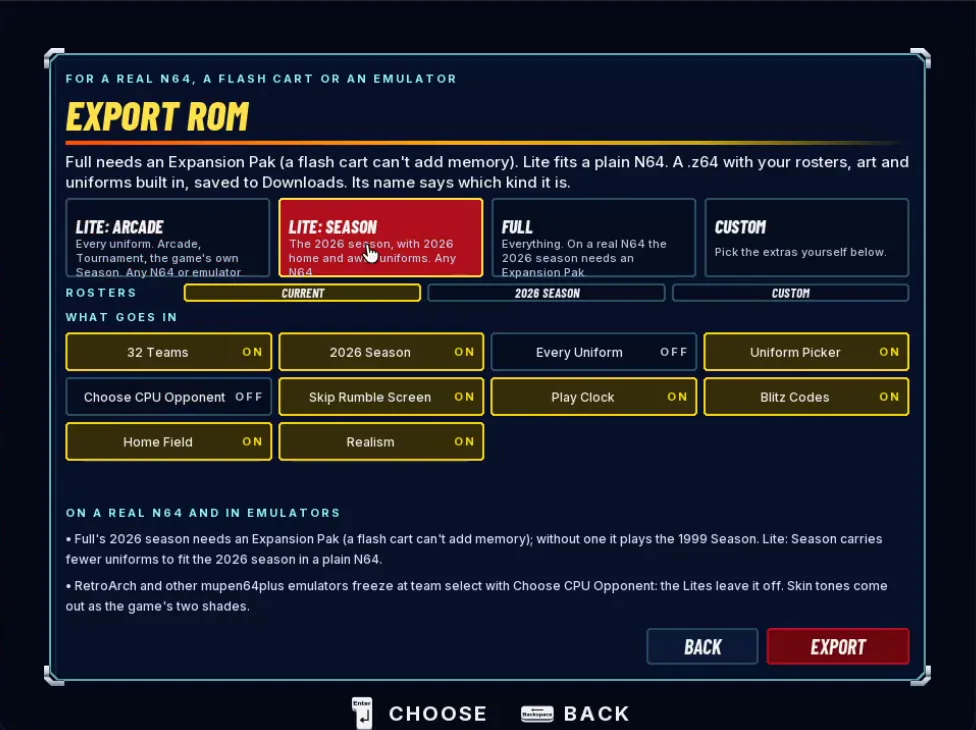 FOR A REAL N64, A FLASH CART OR AN EMULATOR
EXPORT ROM
Full needs an Expansion Pak (a flash cart can't add memory). Lite fits a plain N64. A .z64 with your rosters, art and
uniforms built in, saved to Downloads. Its name says which kind it is.
LITE: ARCADE
Every uniform. Arcade,
Tournament, the game's own
Season. Any N64 or emulator
LITE: SEASON
The 2026 season, with 2026
home and away uniforms. Any
N64
FULL
Everything. On a real N64 the
2026 season needs an
Expansion Pak
CUSTOM
Pick the extras yourself below.
ROSTERS
CURRENT
2026 SEASON
CUSTOM
WHAT GOES IN
32 Teams ON
2026 Season ON
Every Uniform OFF
Uniform Picker ON
Choose CPU Opponent OFF
Skip Rumble Screen ON
Play Clock ON
Blitz Codes ON
Home Field ON
Realism ON
ON A REAL N64 AND IN EMULATORS
• Full's 2026 season needs an Expansion Pak (a flash cart can't add memory); without one it plays the 1999 Season. Lite: Season carries
fewer uniforms to fit the 2026 season in a plain N64.
• RetroArch and other mupen64plus emulators freeze at team select with Choose CPU Opponent: the Lites leave it off. Skin tones come
out as the game's two shades.
BACK
EXPORT
Enter CHOOSE
Backspace BACK